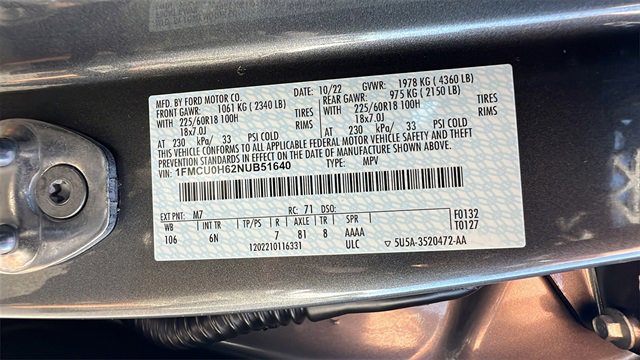 MFD. BY FORD MOTOR CO.
10/22 GVWR: 1978 KG ( 4360 LB)
FRONT GAWR: 1061 KG ( 2340 LB) REAR GAWR: 975 KG ( 2150 LB)
WITH 225/60R18 100H TIRES WITH 225/60R18 100H TIRES
18x7.0J RIMS 18x7.0J RIMS
AT 230 kPa/ 33 PSI COLD AT 230 kPa/ 33 PSI COLD
THIS VEHICLE CONFORMS TO ALL APPLICABLE FEDERAL MOTOR VEHICLE SAFETY AND THEFT
PREVENTION STANDARDS IN EFFECT ON THE DATE OF MANUFACTURE SHOWN ABOVE.
VIN: 1FMCU0H62NUB51640 TYPE: MPV
EXT PNT: M7 RC: 71 DSO:
WB INT TR TP/PS R AXLE TR SPR F0132
106 6N 7 81 8 AAAA T0127
1202210116331 ULC 5U5A-3520472-AA